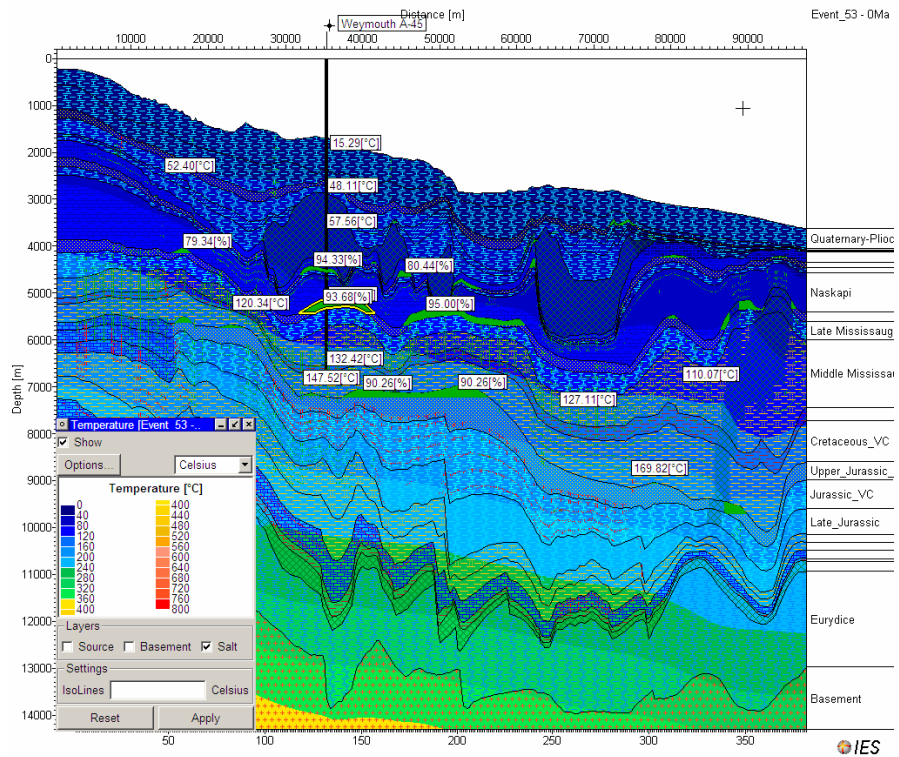 Distance [m]
Event_53 - 0Ma
Weymouth A-45
10000 20000 30000 40000 50000 60000 70000 80000 90000
0
1000
2000
3000
4000
5000
6000
7000
8000
9000
10000
11000
12000
13000
14000
Depth [m]
15.29[°C]
52.40[°C]
48.11[°C]
57.56[°C]
79.34[%]
94.33[%]
80.44[%]
93.68[%]
120.34[°C]
95.00[%]
132.42[°C]
147.52[°C]
90.26[%]
90.26[%]
110.07[°C]
127.11[°C]
169.82[°C]
Quaternary-Plioc
Naskapi
Late Mississaug
Middle Mississau
Cretaceous_VC
Upper_Jurassic_
Jurassic_VC
Late_Jurassic
Eurydice
Basement
Temperature [Event_53 -..
Show
Options...
Celsius
Temperature [°C]
0 400
40 440
80 480
120 520
160 560
200 600
240 640
280 680
320 720
360 760
400 800
Layers
Source Basement Salt
Settings
IsoLines Celsius
Reset Apply
50 100 150 200 250 300 350
IES